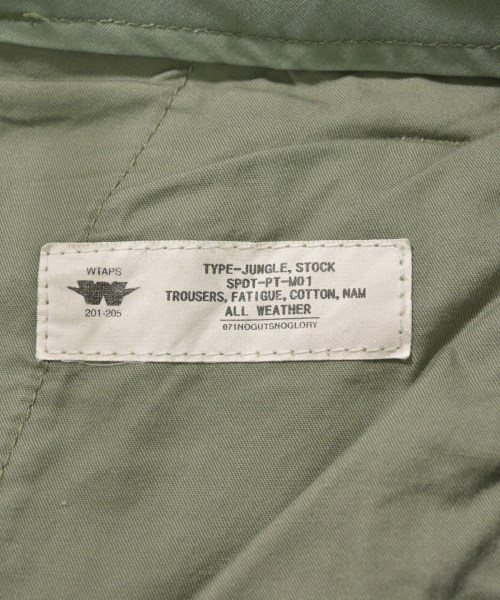 WTAPS
W
201-205
TYPE-JUNGLE, STOCK
SPDT-PT-M01
TROUSERS, FATIGUE, COTTON, NAM
ALL WEATHER
071NOGUTSNOGLORY